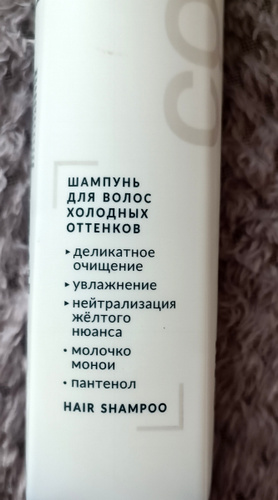 ШАМПУНЬ
ДЛЯ ВОЛОС
ХОЛОДНЫХ
ОТТЕНКОВ
▸ деликатное
очищение
▸ увлажнение
▸ нейтрализация
жёлтого
нюанса
• молочко
монои
• пантенол
HAIR SHAMPOO